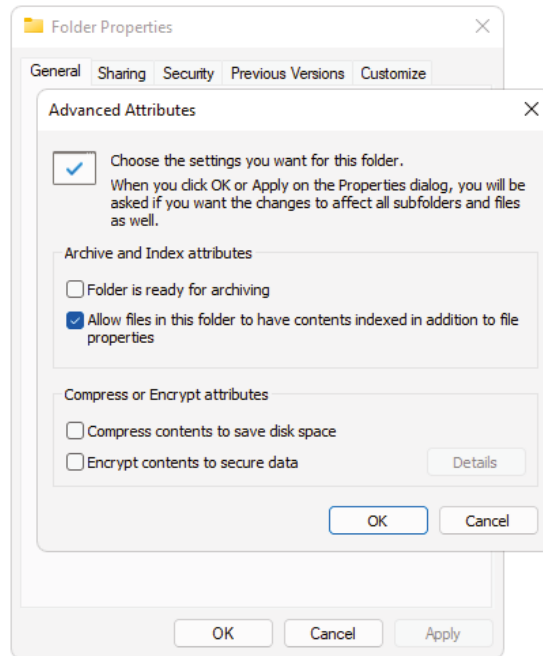 Folder Properties
General Sharing Security Previous Versions Customize
Advanced Attributes
Choose the settings you want for this folder.
When you click OK or Apply on the Properties dialog, you will be
asked if you want the changes to affect all subfolders and files
as well.
Archive and Index attributes
Folder is ready for archiving
Allow files in this folder to have contents indexed in addition to file
properties
Compress or Encrypt attributes
Compress contents to save disk space
Encrypt contents to secure data Details
OK Cancel
OK Cancel Apply